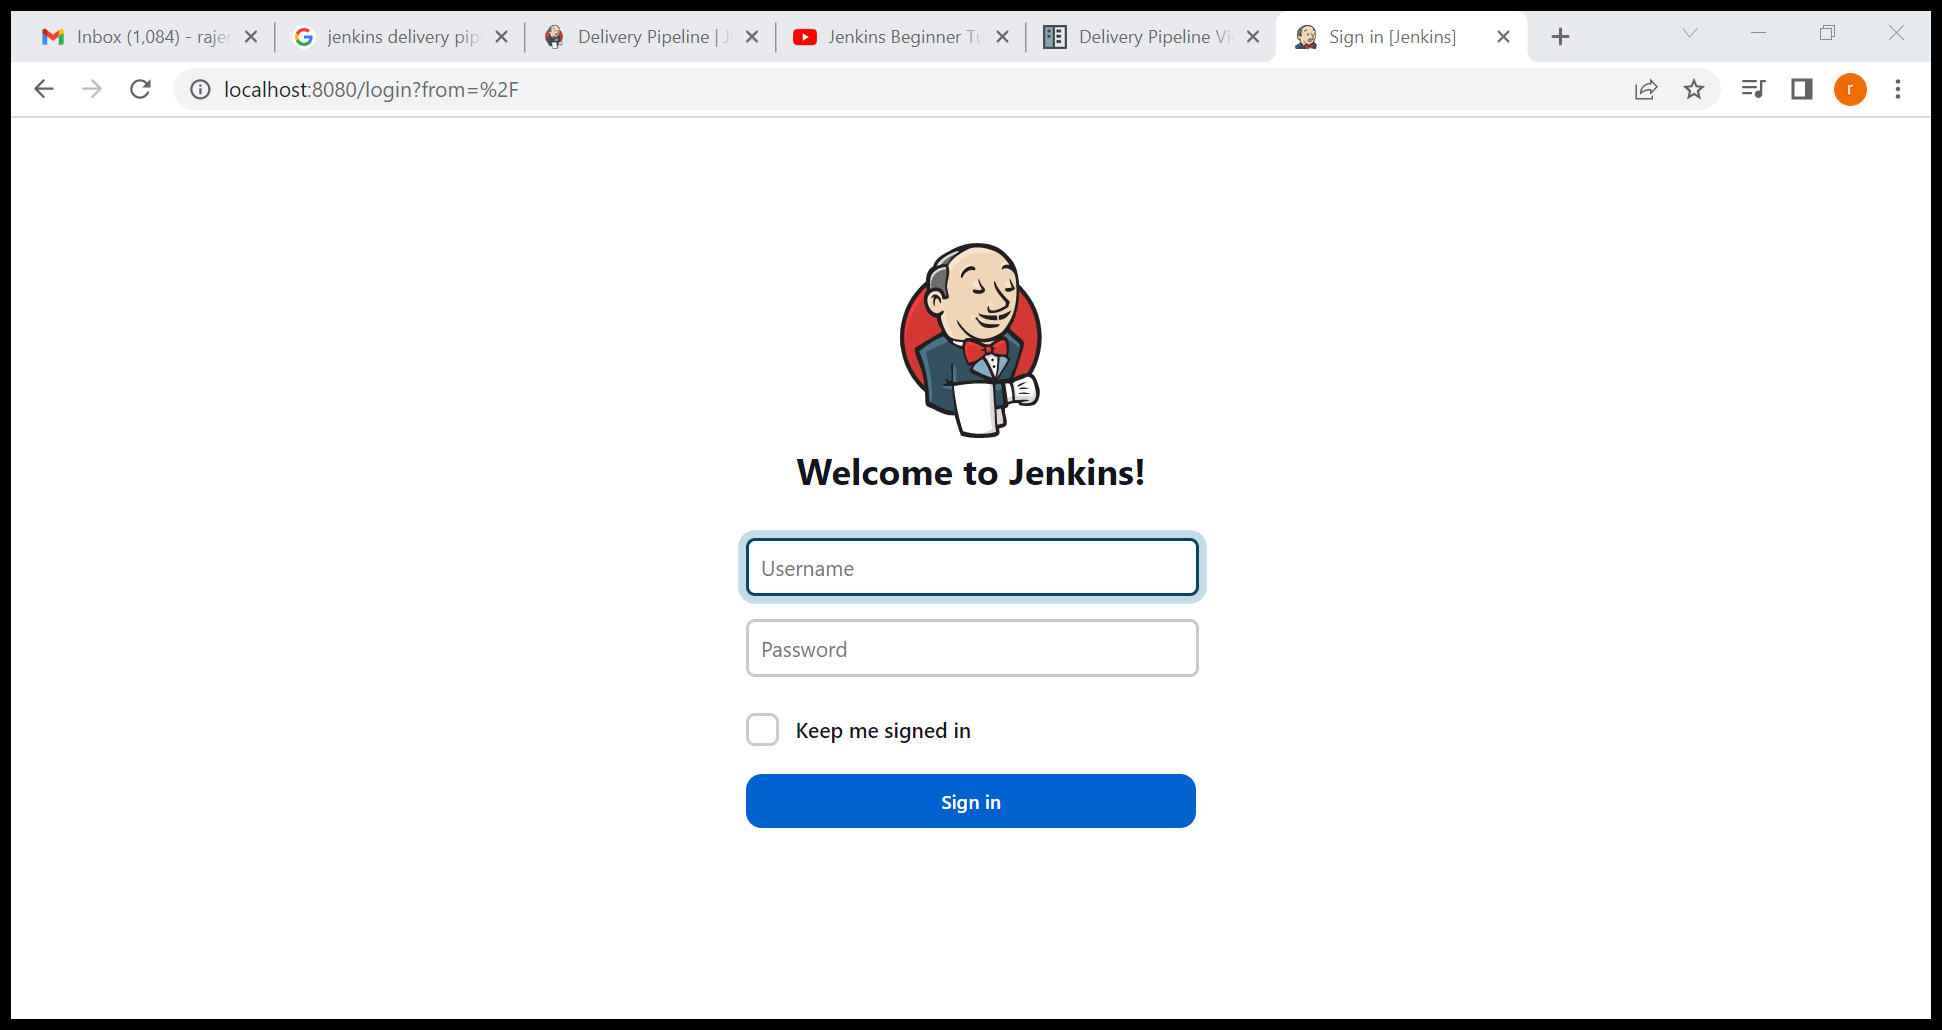 Inbox (1,084) - rajer
jenkins delivery pip
Delivery Pipeline | J
Jenkins Beginner Tu
Delivery Pipeline Vi
Sign in [Jenkins]
localhost:8080/login?from=%2F
r
Welcome to Jenkins!
Username
Password
Keep me signed in
Sign in